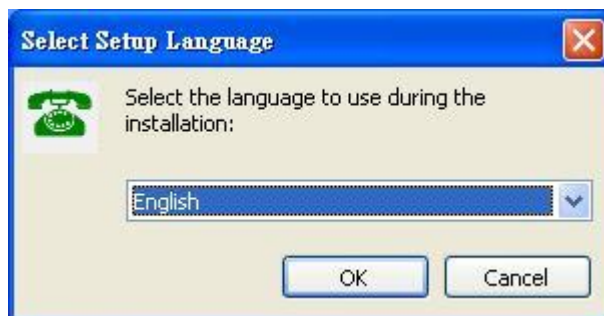 Select Setup Language
Select the language to use during the
installation:
English
OK
Cancel